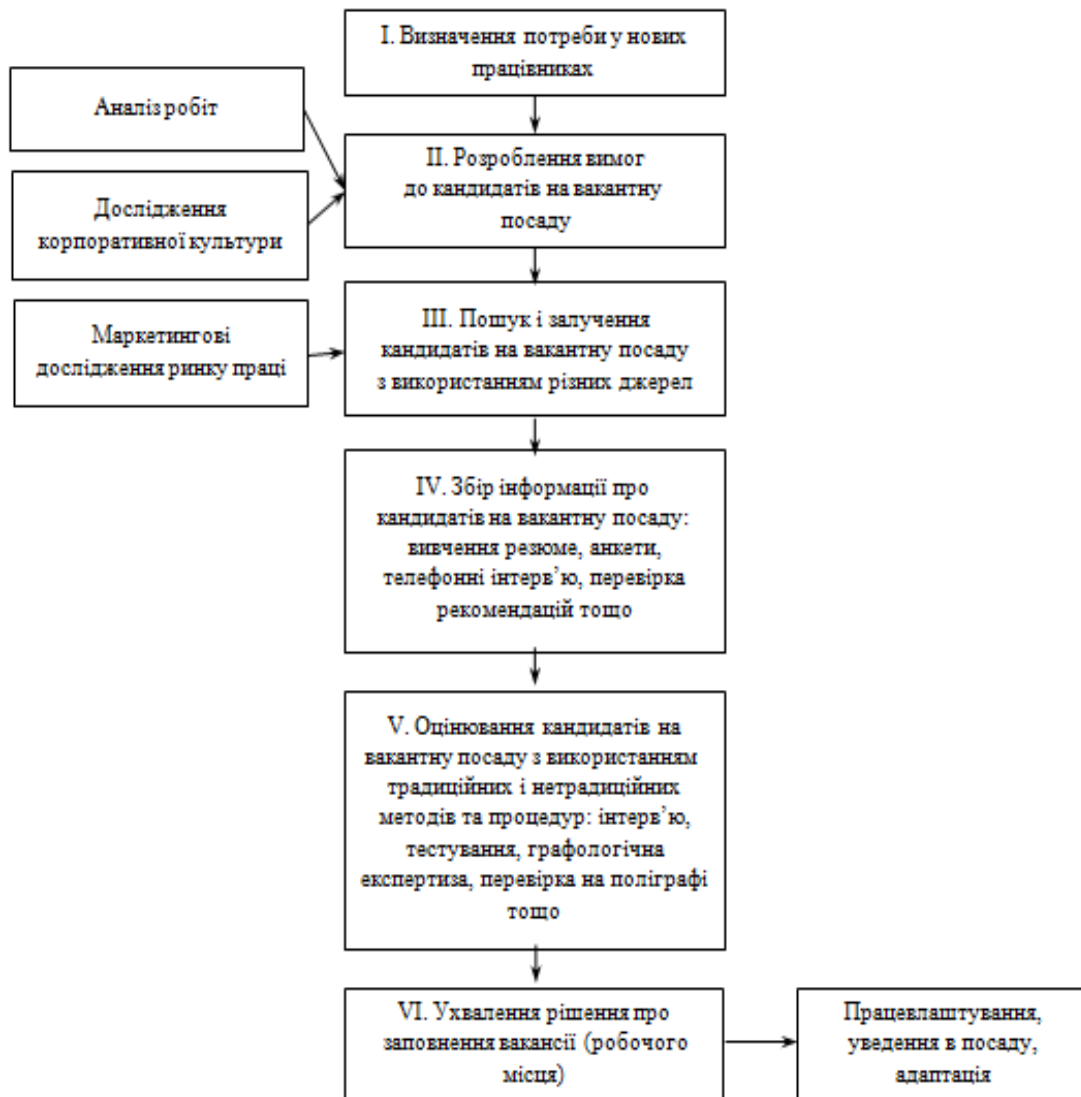 І. Визначення потреби у нових
працівниках
Аналіз робіт
ІІ. Розроблення вимог
до кандидатів на вакантну
посаду
Дослідження
корпоративної культури
Маркетингові
дослідження ринку праці
ІІІ. Пошук і залучення
кандидатів на вакантну посаду
з використанням різних джерел
IV. Збір інформації про
кандидатів на вакантну посаду:
вивчення резюме, анкети,
телефонні інтерв’ю, перевірка
рекомендацій тощо
V. Оцінювання кандидатів на
вакантну посаду з використанням
традиційних і нетрадиційних
методів та процедур: інтерв’ю,
тестування, графологічна
експертиза, перевірка на поліграфі
тощо
VI. Ухвалення рішення про
заповнення вакансії (робочого
місця)
Працевлаштування,
уведення в посаду,
адаптація